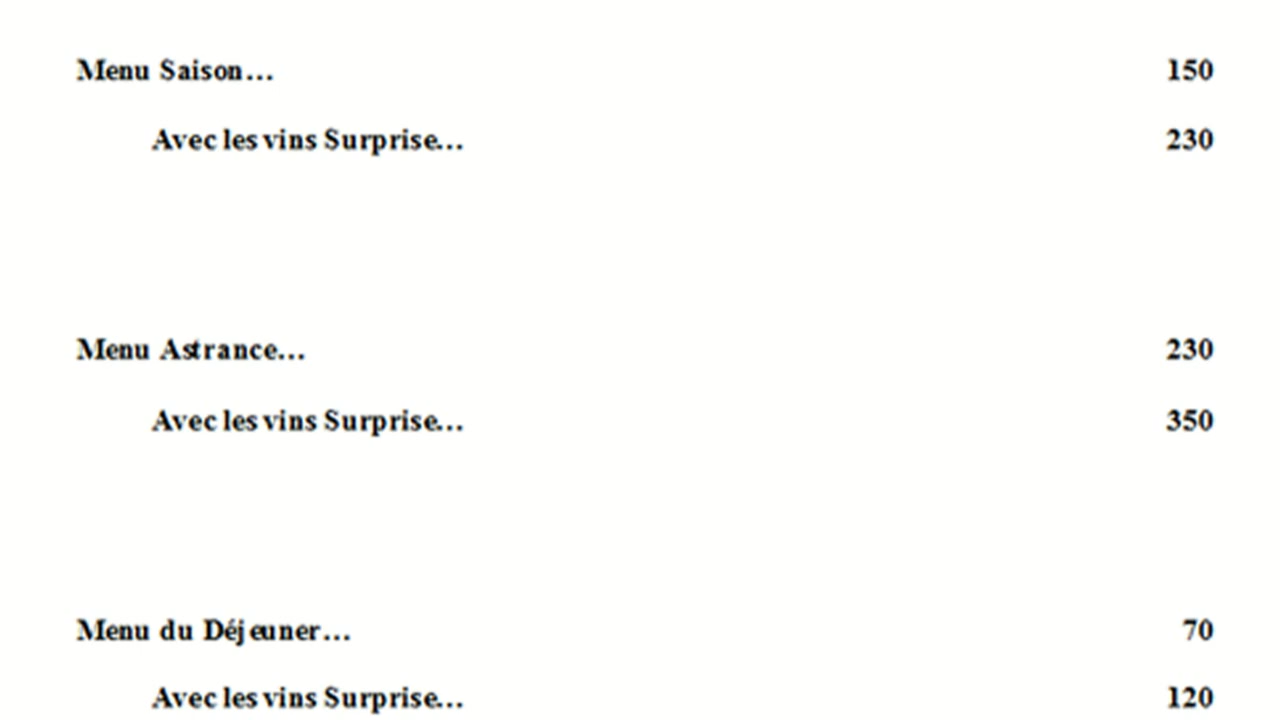 Menu Saison... 150
Avec les vins Surprise... 230
Menu Astrance... 230
Avec les vins Surprise... 350
Menu du Déjeuner... 70
Avec les vins Surprise... 120